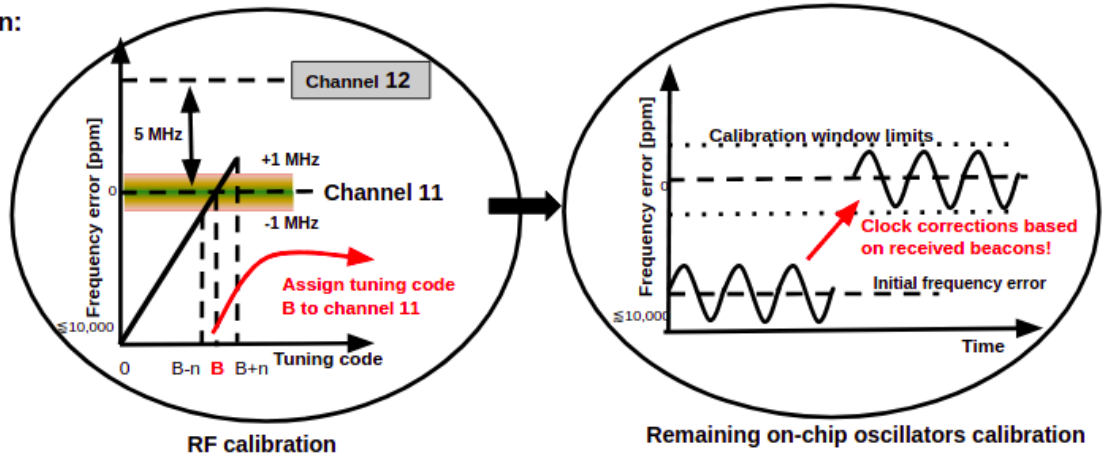 n:
Channel 12
5 MHz
Frequency error [ppm]
+1 MHz
0
Channel 11
-1 MHz
Assign tuning code
B to channel 11
≦10,000
Tuning code
0
B-n
B
B+n
RF calibration
Frequency error [ppm]
Calibration window limits
0
Clock corrections based
on received beacons!
Initial frequency error
≦10,000
Time
Remaining on-chip oscillators calibration